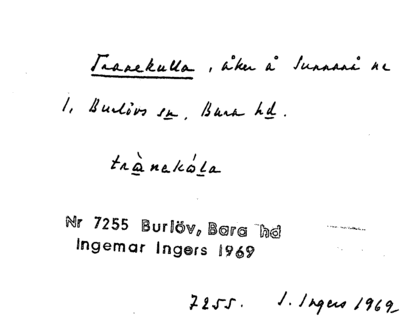 Tranekulla, åker å Sunnanå nr
1, Burlövs sn, Bara hd.
trànekúla
Nr 7255 Burlöv, Bara hd
Ingemar Ingers 1969
7255. I. Ingers 1969